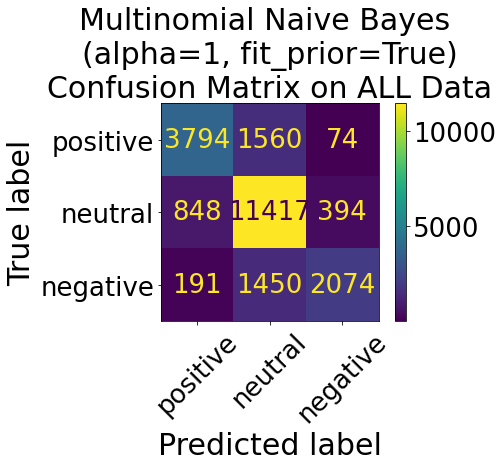 Multinomial Naive Bayes
(alpha=1, fit_prior=True)
Confusion Matrix on ALL Data
True label
positive 3794 1560 74
neutral 848 11417 394
negative 191 1450 2074
10000
5000
positive neutral negative
Predicted label